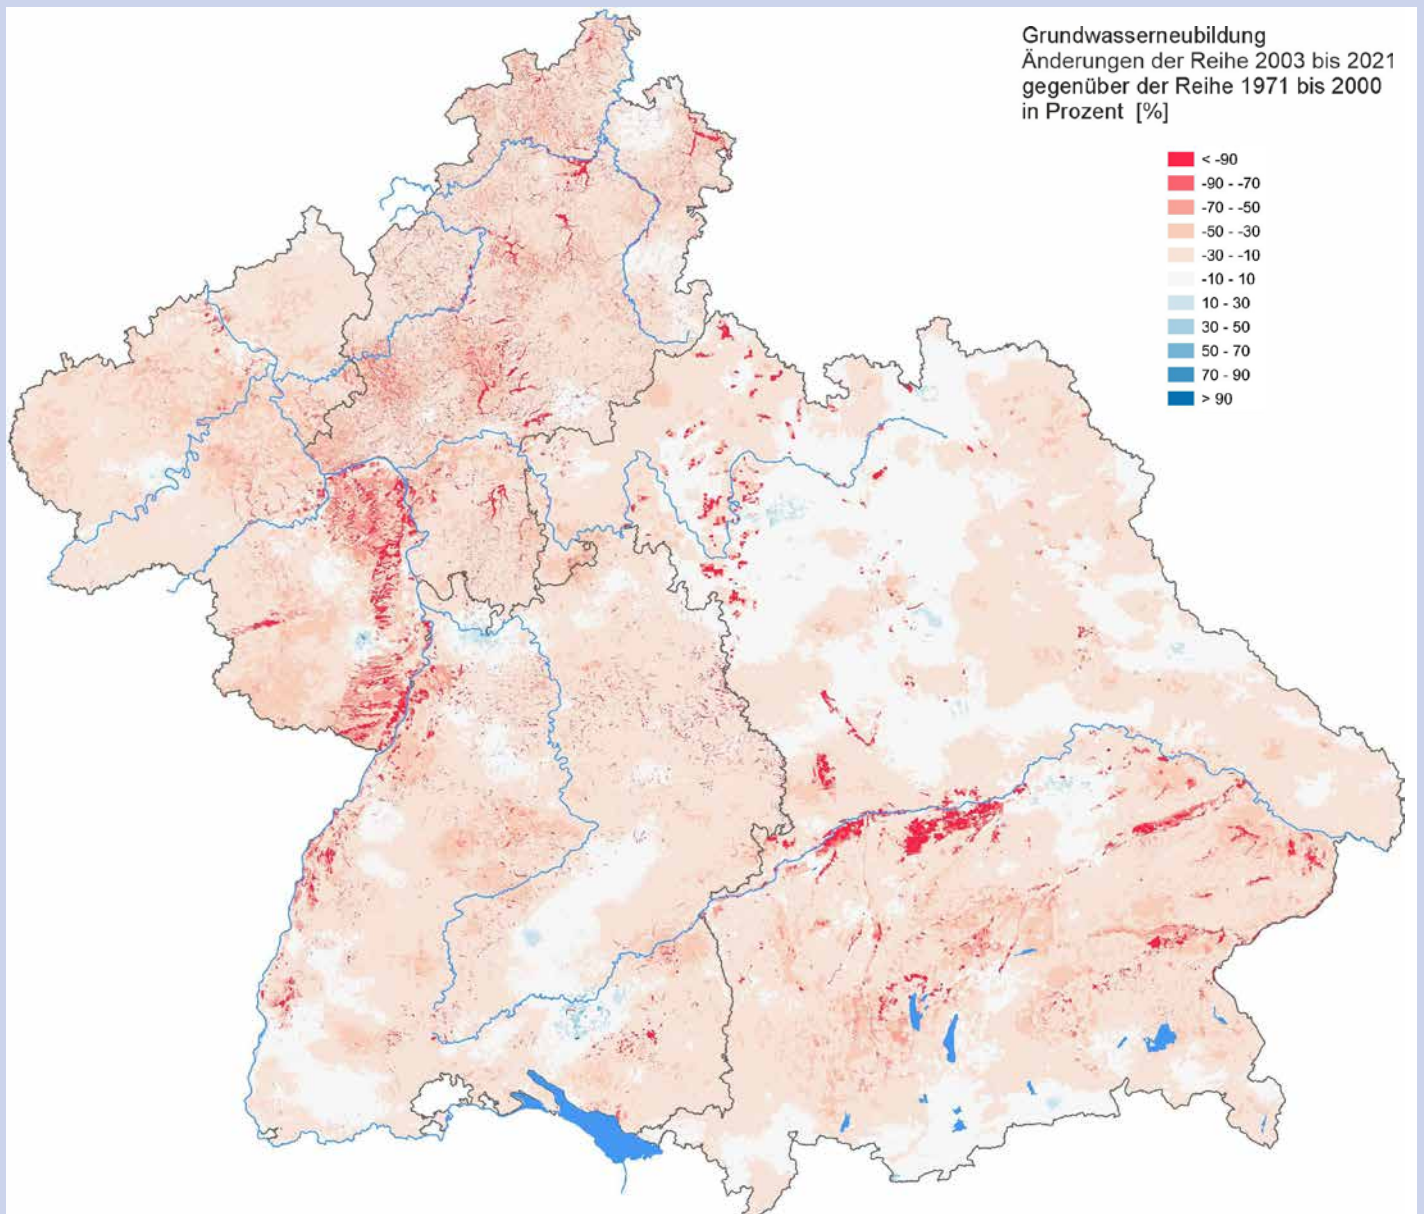 Grundwasserneubildung
Änderungen der Reihe 2003 bis 2021
gegenüber der Reihe 1971 bis 2000
in Prozent [%]
< -90
-90 - -70
-70 - -50
-50 - -30
-30 - -10
-10 - 10
10 - 30
30 - 50
50 - 70
70 - 90
> 90